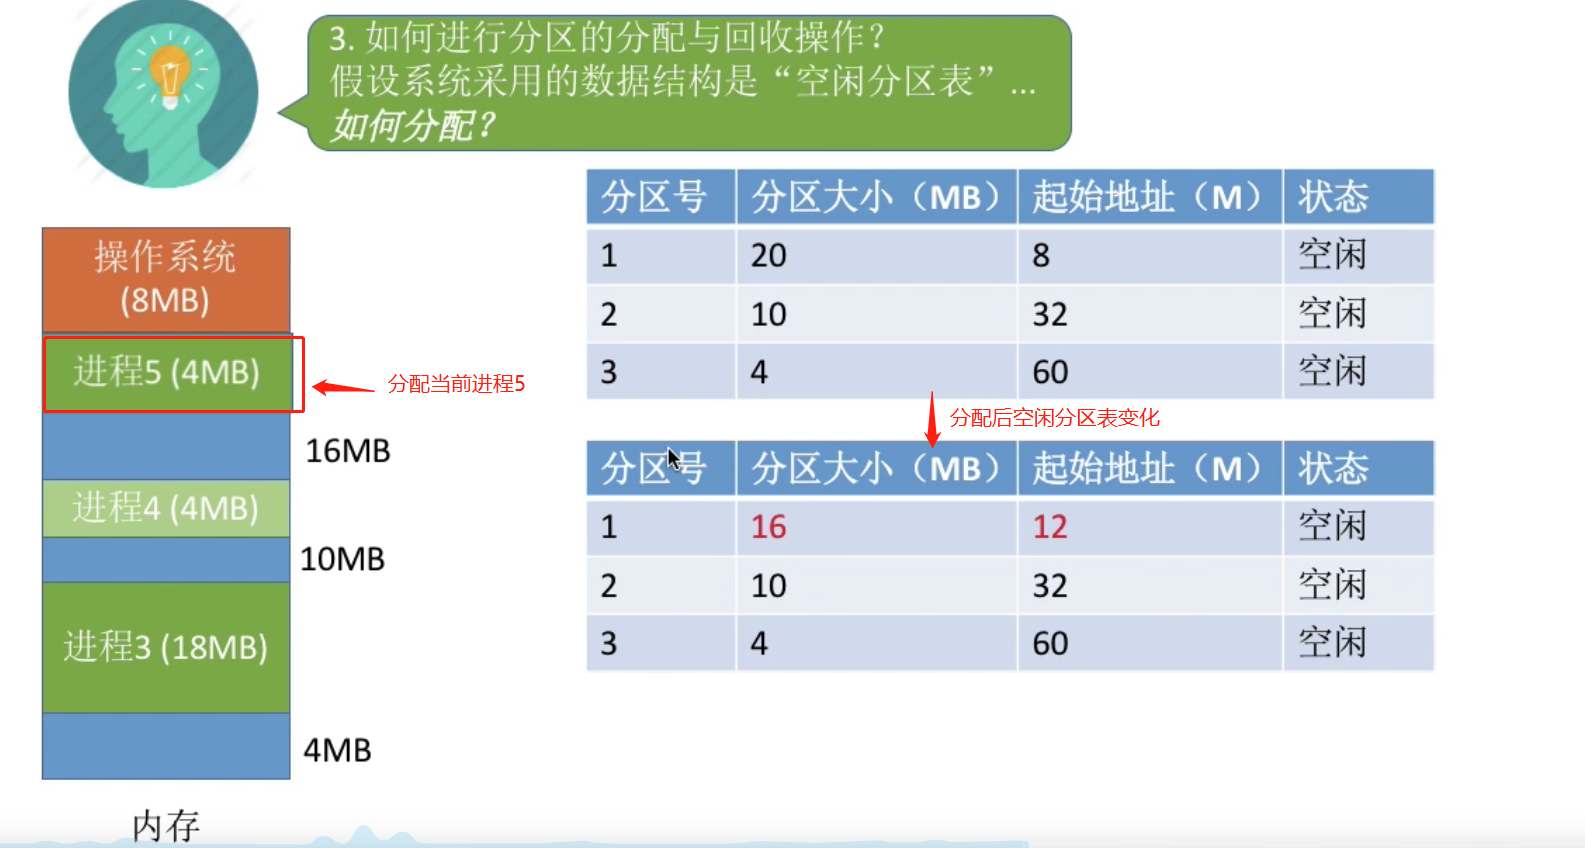 3. 如何进行分区的分配与回收操作？
假设系统采用的数据结构是“空闲分区表”...
如何分配？
分区号 分区大小（MB） 起始地址（M） 状态
1 20 8 空闲
2 10 32 空闲
3 4 60 空闲
分配后空闲分区表变化
分区号 分区大小（MB） 起始地址（M） 状态
1 16 12 空闲
2 10 32 空闲
3 4 60 空闲
操作系统
(8MB)
进程5 (4MB)
分配当前进程5
16MB
进程4 (4MB)
10MB
进程3 (18MB)
4MB
内存